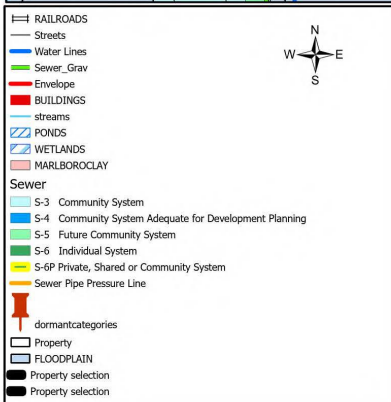 RAILROADS
Streets
Water Lines
Sewer_Grav
Envelope
BUILDINGS
streams
PONDS
WETLANDS
MARLBOROCLAY
Sewer
S-3 Community System
S-4 Community System Adequate for Development Planning
S-5 Future Community System
S-6 Individual System
S-6P Private, Shared or Community System
Sewer Pipe Pressure Line
dormantcategories
Property
FLOODPLAIN
Property selection
Property selection
N
W E
S